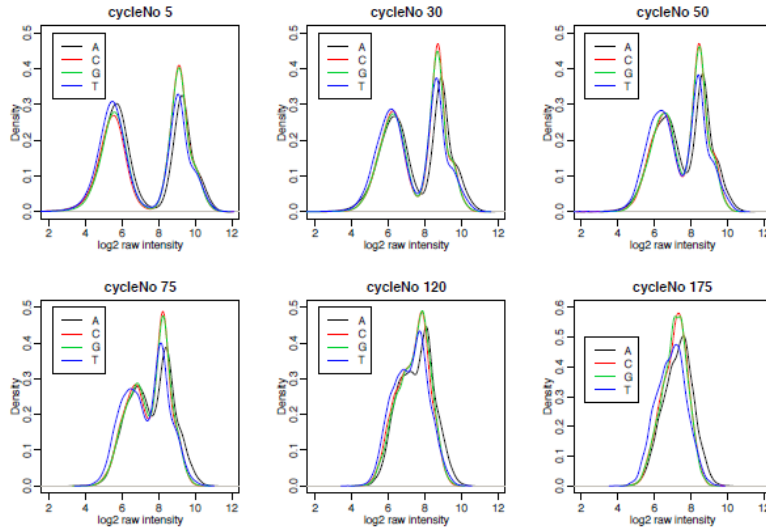 cycleNo 5
cycleNo 30
cycleNo 50
0.5
0.4
0.3
0.2
0.1
0.0
Density
A
C
G
T
2 4 6 8 10 12
log2 raw intensity
0.5
0.4
0.3
0.2
0.1
0.0
Density
A
C
G
T
2 4 6 8 10 12
log2 raw intensity
0.5
0.4
0.3
0.2
0.1
0.0
Density
A
C
G
T
2 4 6 8 10 12
log2 raw intensity
cycleNo 75
cycleNo 120
cycleNo 175
0.5
0.4
0.3
0.2
0.1
0.0
Density
A
C
G
T
2 4 6 8 10 12
log2 raw intensity
0.5
0.4
0.3
0.2
0.1
0.0
Density
A
C
G
T
2 4 6 8 10 12
log2 raw intensity
0.6
0.5
0.4
0.3
0.2
0.1
0.0
Density
A
C
G
T
2 4 6 8 10 12
log2 raw intensity